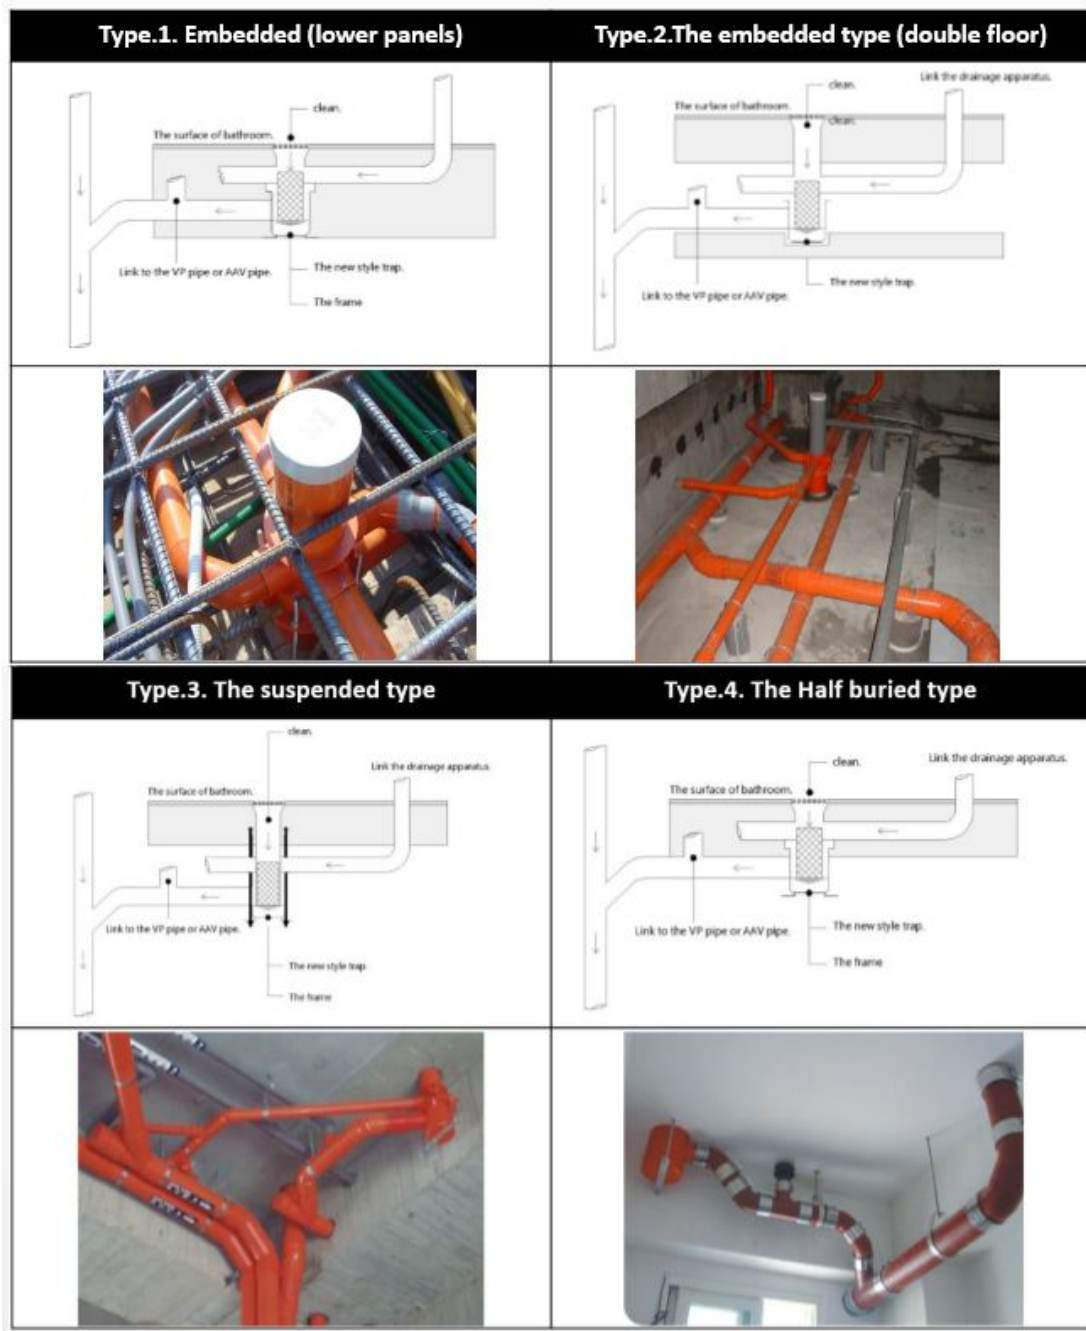 Type.1. Embedded (lower panels)
Type.2.The embedded type (double floor)
clean.
The surface of bathroom.
Link to the VP pipe or AAV pipe.
The new style trap.
The frame
Link the drainage apparatus.
clean.
The surface of bathroom.
clean.
Link to the VP pipe or AAV pipe.
The new style trap.
Type.3. The suspended type
Type.4. The Half buried type
clean.
Link the drainage apparatus.
The surface of bathroom.
Link to the VP pipe or AAV pipe.
The new style trap
The frame
Link the drainage apparatus.
clean.
The surface of bathroom.
Link to the VP pipe or AAV pipe.
The new style trap.
The frame